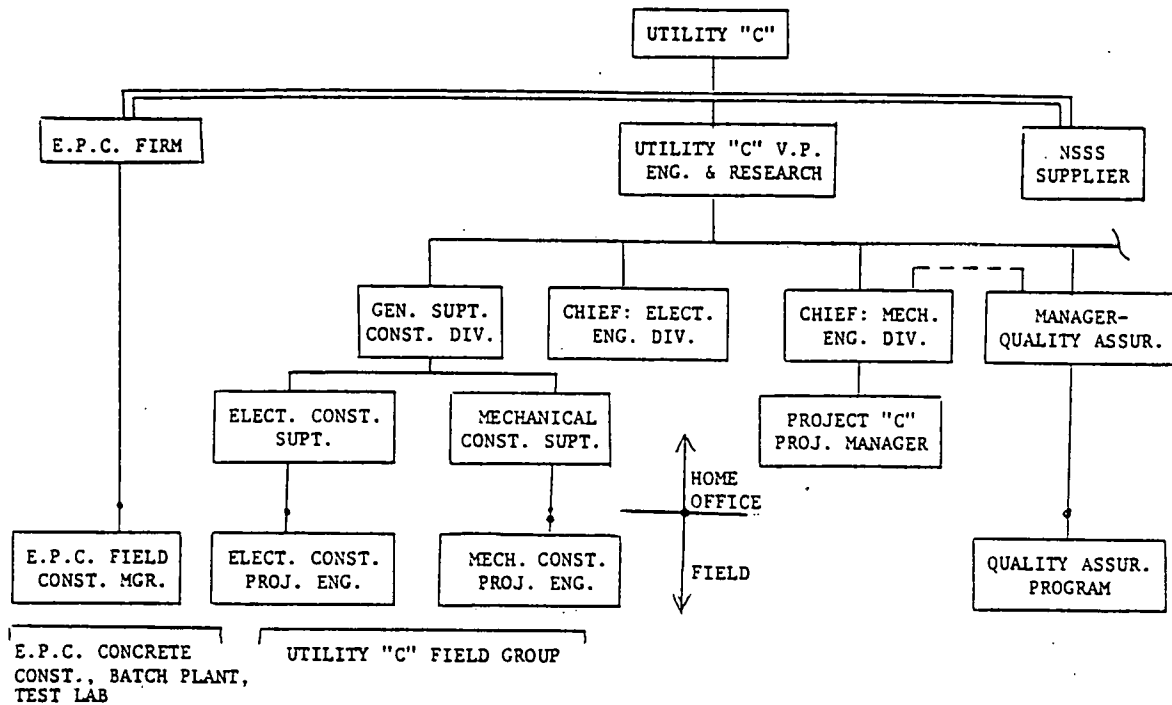 UTILITY "C"
E.P.C. FIRM
UTILITY "C" V.P.
ENG. & RESEARCH
NSSS
SUPPLIER
GEN. SUPT.
CONST. DIV.
CHIEF: ELECT.
ENG. DIV.
CHIEF: MECH.
ENG. DIV.
MANAGER-
QUALITY ASSUR.
ELECT. CONST.
SUPT.
MECHANICAL
CONST. SUPT.
PROJECT "C"
PROJ. MANAGER
HOME
OFFICE
E.P.C. FIELD
CONST. MGR.
ELECT. CONST.
PROJ. ENG.
MECH. CONST.
PROJ. ENG.
FIELD
QUALITY ASSUR.
PROGRAM
E.P.C. CONCRETE
CONST., BATCH PLANT,
TEST LAB
UTILITY "C" FIELD GROUP